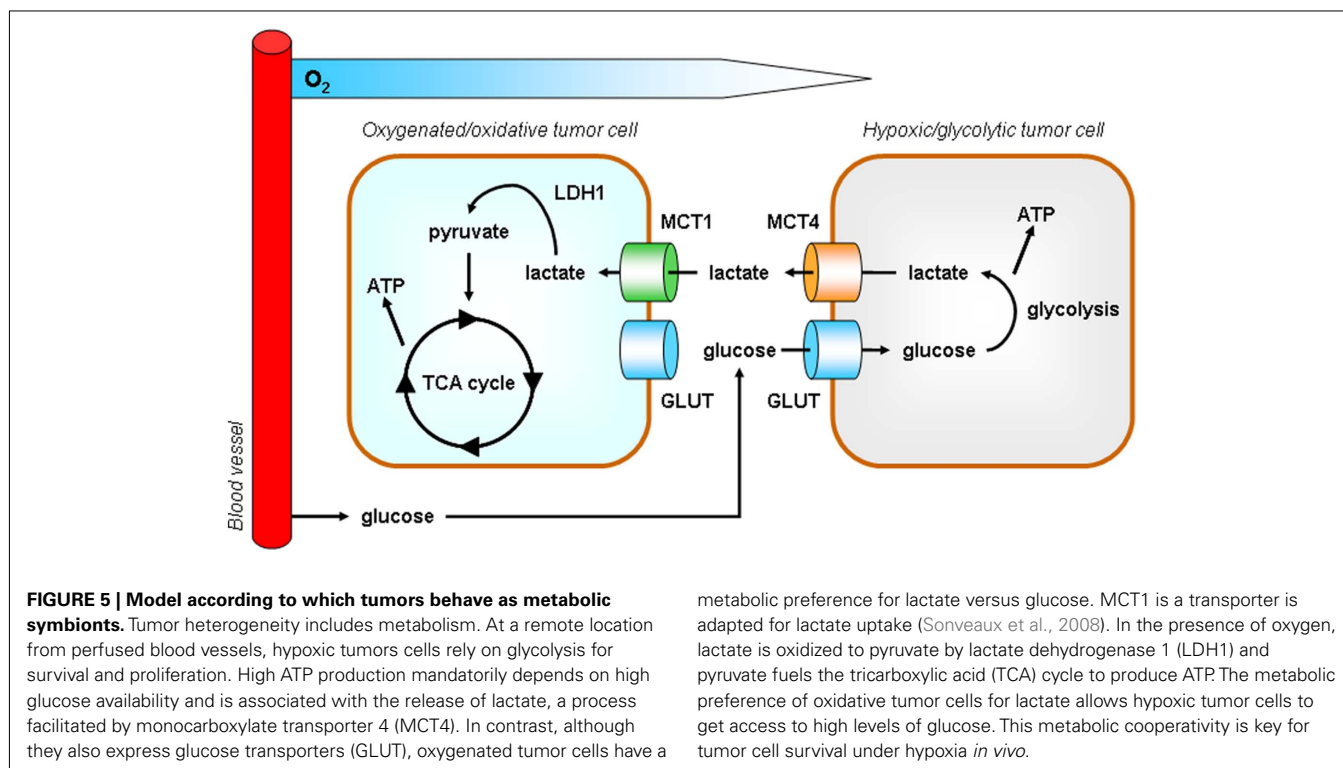 O2
Oxygenated/oxidative tumor cell
Hypoxic/glycolytic tumor cell
LDH1
pyruvate
lactate
ATP
TCA cycle
MCT1
MCT4
lactate
lactate
ATP
glycolysis
glucose
glucose
GLUT
GLUT
Blood vessel
glucose
FIGURE 5 | Model according to which tumors behave as metabolic
symbionts. Tumor heterogeneity includes metabolism. At a remote location
from perfused blood vessels, hypoxic tumors cells rely on glycolysis for
survival and proliferation. High ATP production mandatorily depends on high
glucose availability and is associated with the release of lactate, a process
facilitated by monocarboxylate transporter 4 (MCT4). In contrast, although
they also express glucose transporters (GLUT), oxygenated tumor cells have a
metabolic preference for lactate versus glucose. MCT1 is a transporter is
adapted for lactate uptake (Sonveaux et al., 2008). In the presence of oxygen,
lactate is oxidized to pyruvate by lactate dehydrogenase 1 (LDH1) and
pyruvate fuels the tricarboxylic acid (TCA) cycle to produce ATP. The metabolic
preference of oxidative tumor cells for lactate allows hypoxic tumor cells to
get access to high levels of glucose. This metabolic cooperativity is key for
tumor cell survival under hypoxia in vivo.